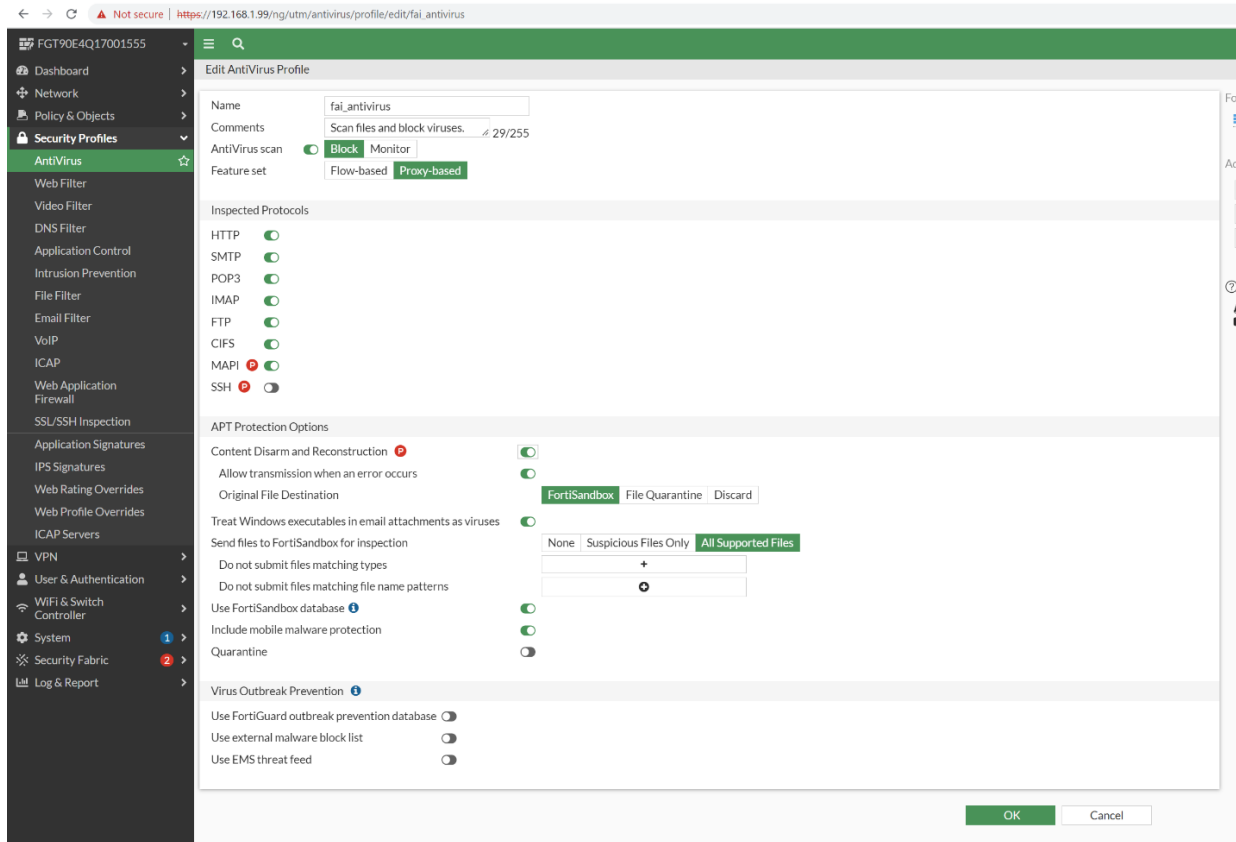 Not secure | https://192.168.1.99/ng/utm/antivirus/profile/edit/fai_antivirus
FGT90E4Q17001555
Dashboard
Network
Policy & Objects
Security Profiles
AntiVirus
Web Filter
Video Filter
DNS Filter
Application Control
Intrusion Prevention
File Filter
Email Filter
VoIP
ICAP
Web Application
Firewall
SSL/SSH Inspection
Application Signatures
IPS Signatures
Web Rating Overrides
Web Profile Overrides
ICAP Servers
VPN
User & Authentication
WiFi & Switch
Controller
System 1
Security Fabric 2
Log & Report
Edit AntiVirus Profile
Name fai_antivirus
Comments Scan files and block viruses. 29/255
AntiVirus scan Block Monitor
Feature set Flow-based Proxy-based
Inspected Protocols
HTTP
SMTP
POP3
IMAP
FTP
CIFS
MAPI P
SSH P
APT Protection Options
Content Disarm and Reconstruction P
Allow transmission when an error occurs
Original File Destination FortiSandbox File Quarantine Discard
Treat Windows executables in email attachments as viruses
Send files to FortiSandbox for inspection None Suspicious Files Only All Supported Files
Do not submit files matching types
Do not submit files matching file name patterns
Use FortiSandbox database
Include mobile malware protection
Quarantine
Virus Outbreak Prevention
Use FortiGuard outbreak prevention database
Use external malware block list
Use EMS threat feed
OK Cancel